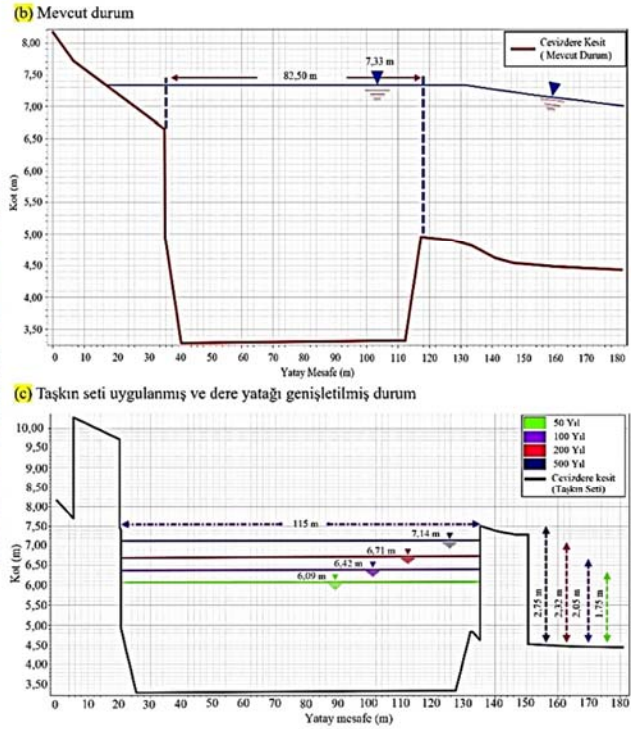 (b) Mevcut durum
8,00
7,50
7,00
6,50
6,00
5,50
5,00
4,50
4,00
3,50
Kot (m)
7,33 m
82,50 m
Cevizdere Kesit
( Mevcut Durum)
0 10 20 30 40 50 60 70 80 90 100 110 120 130 140 150 160 170 180
Yatay Mesafe (m)
(c) Taşkın seti uygulanmış ve dere yatağı genişletilmiş durum
10,00
9,50
9,00
8,50
8,00
7,50
7,00
6,50
6,00
5,50
5,00
4,50
4,00
3,50
Kot (m)
50 Yıl
100 Yıl
200 Yıl
500 Yıl
Cevizdere kesit
(Taşkın Seti)
115 m
7,14 m
6,71 m
6,42 m
6,09 m
2,75 m
2,32 m
2,05 m
1,75 m
0 10 20 30 40 50 60 70 80 90 100 110 120 130 140 150 160 170 180
Yatay mesafe (m)